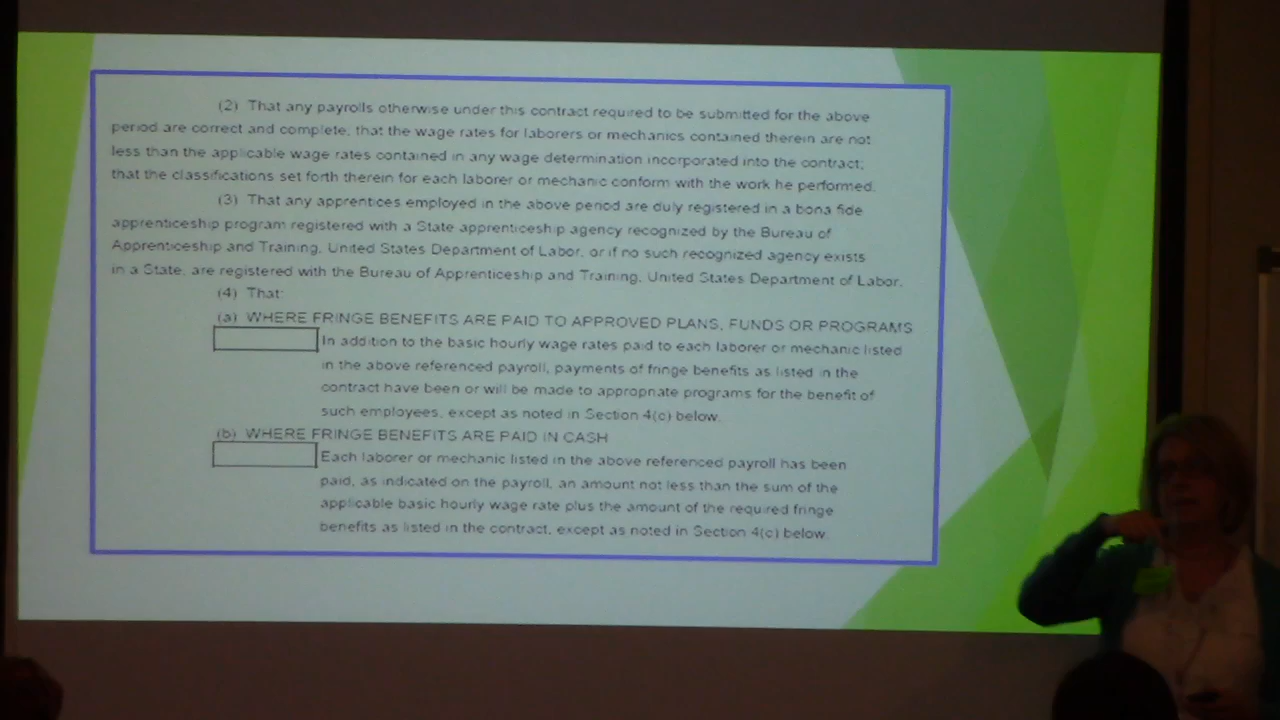 (2) That any payrolls otherwise under this contract required to be submitted for the above
period are correct and complete, that the wage rates for laborers or mechanics contained therein are not
less than the applicable wage rates contained in any wage determination incorporated into the contract;
that the classifications set forth therein for each laborer or mechanic conform with the work he performed.
(3) That any apprentices employed in the above period are duly registered in a bona fide
apprenticeship program registered with a State apprenticeship agency recognized by the Bureau of
Apprenticeship and Training, United States Department of Labor, or if no such recognized agency exists
in a State, are registered with the Bureau of Apprenticeship and Training, United States Department of Labor.
(4) That:
(a) WHERE FRINGE BENEFITS ARE PAID TO APPROVED PLANS, FUNDS OR PROGRAMS
In addition to the basic hourly wage rates paid to each laborer or mechanic listed
in the above referenced payroll, payments of fringe benefits as listed in the
contract have been or will be made to appropriate programs for the benefit of
such employees, except as noted in Section 4(c) below.
(b) WHERE FRINGE BENEFITS ARE PAID IN CASH
Each laborer or mechanic listed in the above referenced payroll has been
paid, as indicated on the payroll, an amount not less than the sum of the
applicable basic hourly wage rate plus the amount of the required fringe
benefits as listed in the contract, except as noted in Section 4(c) below.